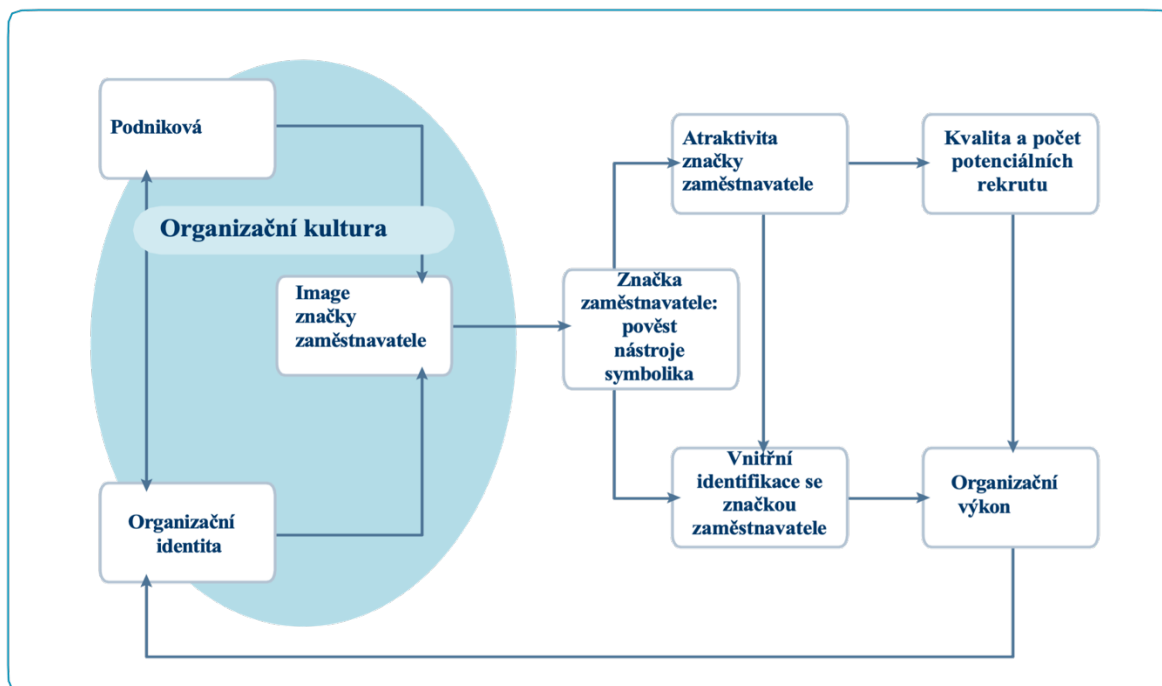 Podniková
Organizační kultura
Image
značky
zaměstnavatele
Organizační
identita
Značka
zaměstnavatele:
pověst
nástroje
symbolika
Atraktivita
značky
zaměstnavatele
Kvalita a počet
potenciálních
rekrutu
Vnitřní
identifikace se
značkou
zaměstnavatele
Organizační
výkon